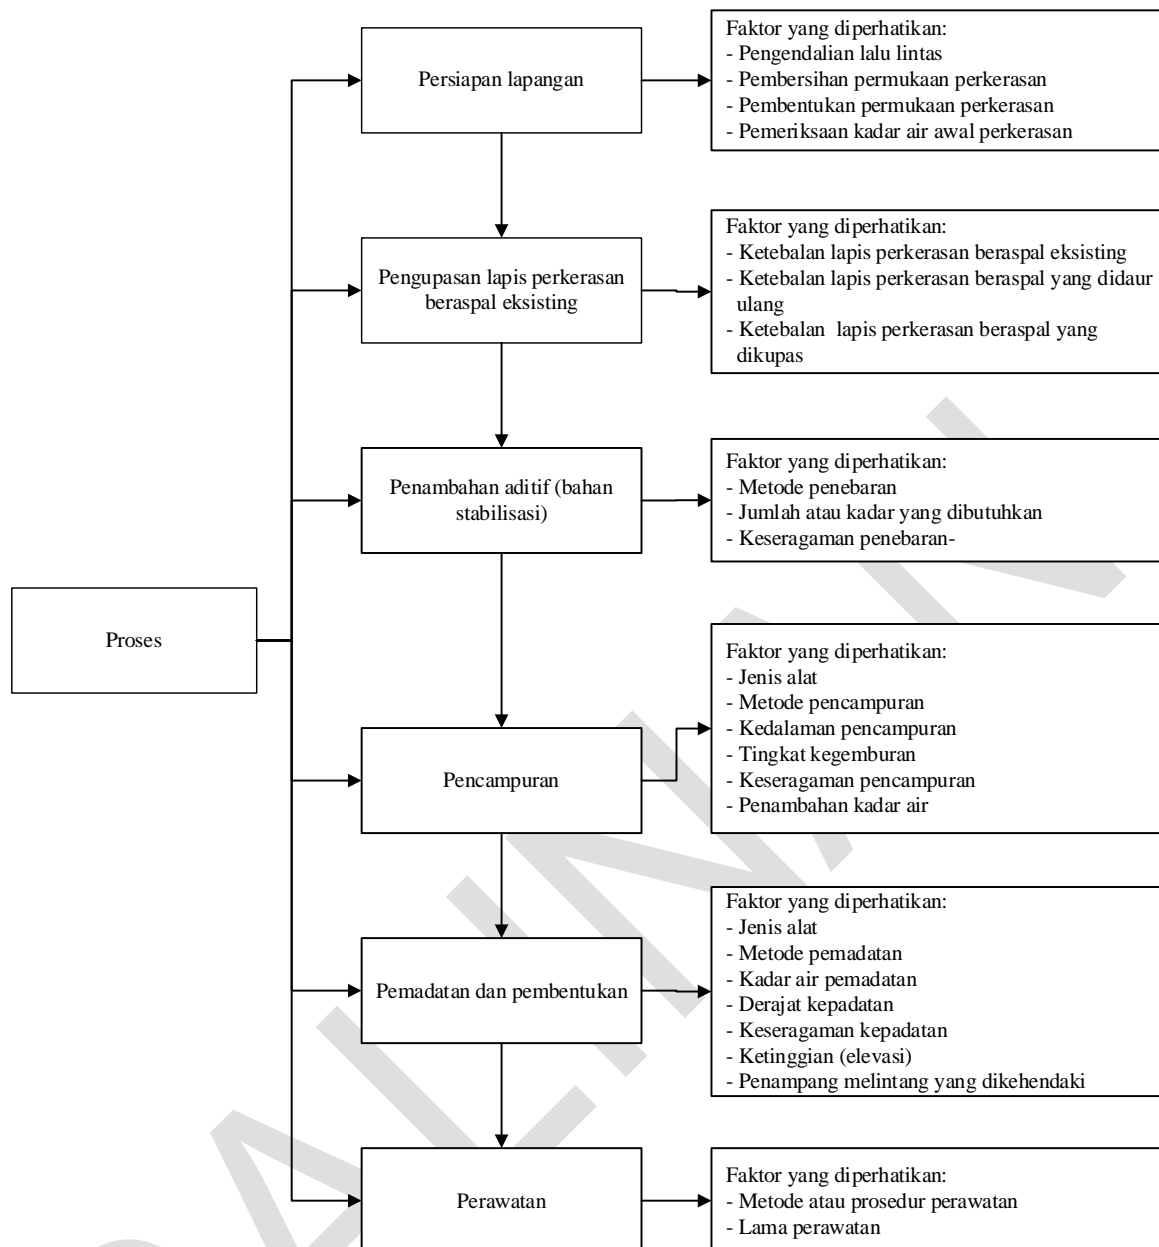 Proses
Persiapan lapangan
Faktor yang diperhatikan:
- Pengendalian lalu lintas
- Pembersihan permukaan perkerasan
- Pembentukan permukaan perkerasan
- Pemeriksaan kadar air awal perkerasan
Pengupasan lapis perkerasan
beraspal eksisting
Faktor yang diperhatikan:
- Ketebalan lapis perkerasan beraspal eksisting
- Ketebalan lapis perkerasan beraspal yang didaur
ulang
- Ketebalan lapis perkerasan beraspal yang
dikupas
Penambahan aditif (bahan
stabilisasi)
Faktor yang diperhatikan:
- Metode penebaran
- Jumlah atau kadar yang dibutuhkan
- Keseragaman penebaran-
Pencampuran
Faktor yang diperhatikan:
- Jenis alat
- Metode pencampuran
- Kedalaman pencampuran
- Tingkat kegemburan
- Keseragaman pencampuran
- Penambahan kadar air
Pemadatan dan pembentukan
Faktor yang diperhatikan:
- Jenis alat
- Metode pemadatan
- Kadar air pemadatan
- Derajat kepadatan
- Keseragaman kepadatan
- Ketinggian (elevasi)
- Penampang melintang yang dikehendaki
Perawatan
Faktor yang diperhatikan:
- Metode atau prosedur perawatan
- Lama perawatan
SALINAN